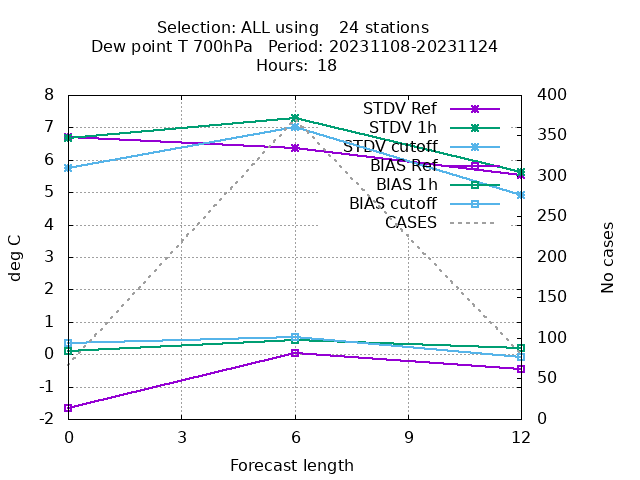 Selection: ALL using    24 stations
Dew point T 700hPa   Period: 20231108-20231124
Hours: 18
8
7
6
5
4
3
2
1
0
-1
-2
400
350
300
250
200
150
100
50
0
STDV Ref
STDV 1h
STDV cutoff
BIAS Ref
BIAS 1h
BIAS cutoff
CASES
deg C
No cases
0 3 6 9 12
Forecast length